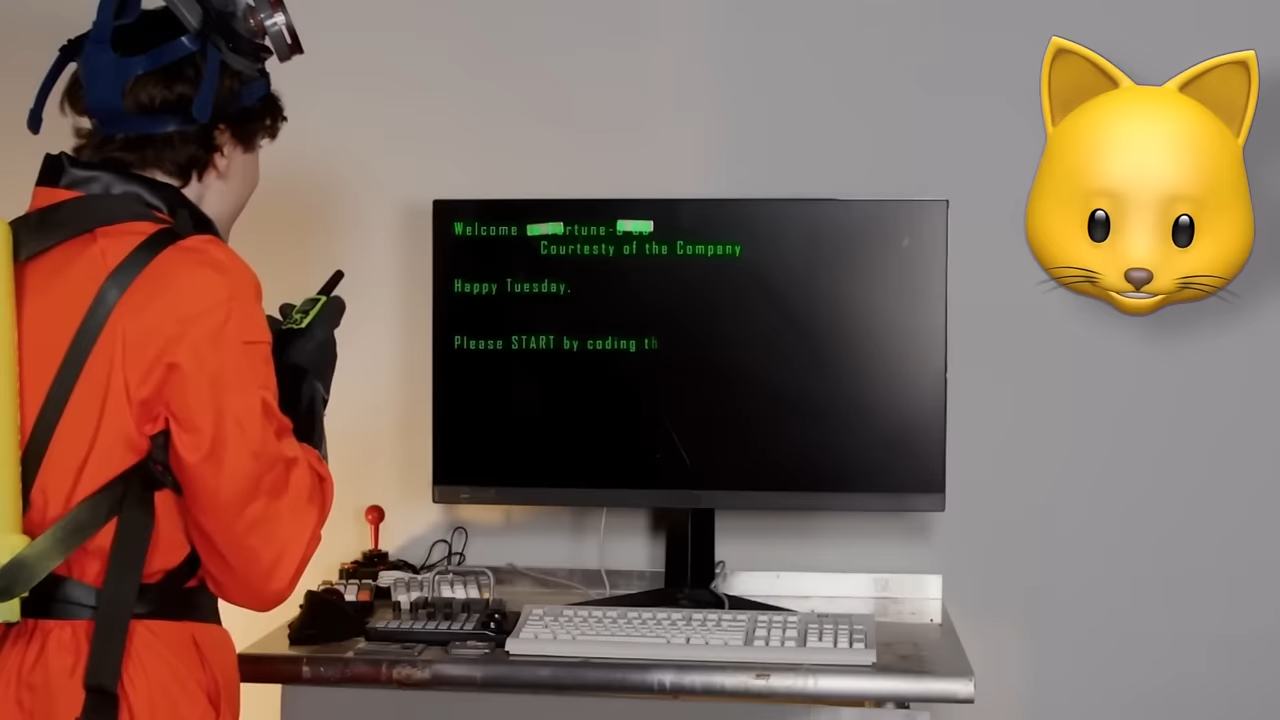 Welcome
Courtesty of the Company
Happy Tuesday.
Please START by coding th